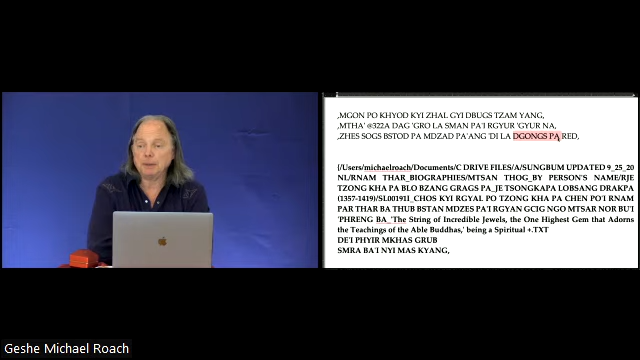 ,MGON PO KHYOD KYI ZHAL GYI DBUGS TZAM YANG,
,MTHA' @322A DAG 'GRO LA SMAN PA'I RGYUR 'GYUR NA,
,ZHES SOGS BSTOD PA MDZAD PA'ANG 'DI LA DGONGS PA RED,
[/Users/michaelroach/Documents/C DRIVE FILES/A/SUNGBUM UPDATED 9_25_20
NL/RNAM THAR_BIOGRAPHIES/MTSAN THOG_BY PERSON'S NAME/RJE
TZONG KHA PA BLO BZANG GRAGS PA_JE TSONGKAPA LOBSANG DRAKPA
(1357-1419)/SL00191I_CHOS KYI RGYAL PO TZONG KHA PA CHEN PO'I RNAM
PAR THAR BA THUB BSTAN MDZES PA'I RGYAN GCIG NGO MTSAR NOR BU'I
'PHRENG BA_'The String of Incredible Jewels, the One Highest Gem that Adorns
the Teachings of the Able Buddhas,' being a Spiritual +.TXT
DE'I PHYIR MKHAS GRUB
SMRA BA'I NYI MAS KYANG,
Geshe Michael Roach